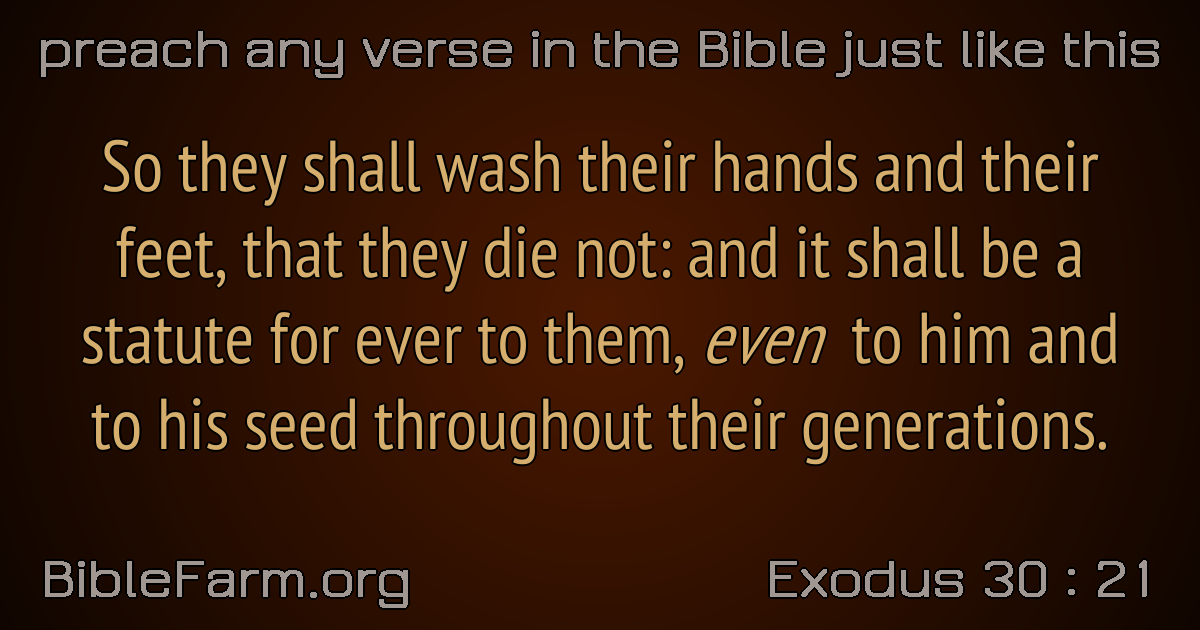 preach any verse in the Bible just like this
So they shall wash their hands and their
feet, that they die not: and it shall be a
statute for ever to them, even to him and
to his seed throughout their generations.
BibleFarm.org
Exodus 30 : 21